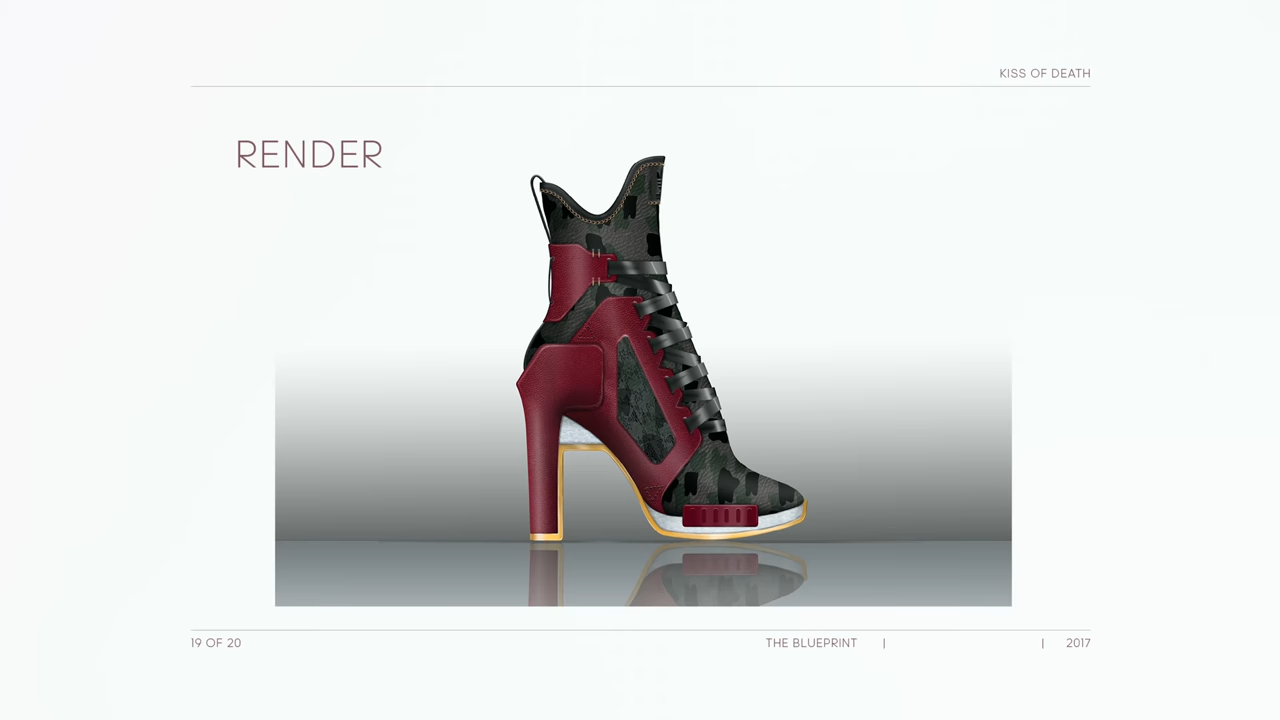 KISS OF DEATH
RENDER
19 OF 20
THE BLUEPRINT | | 2017